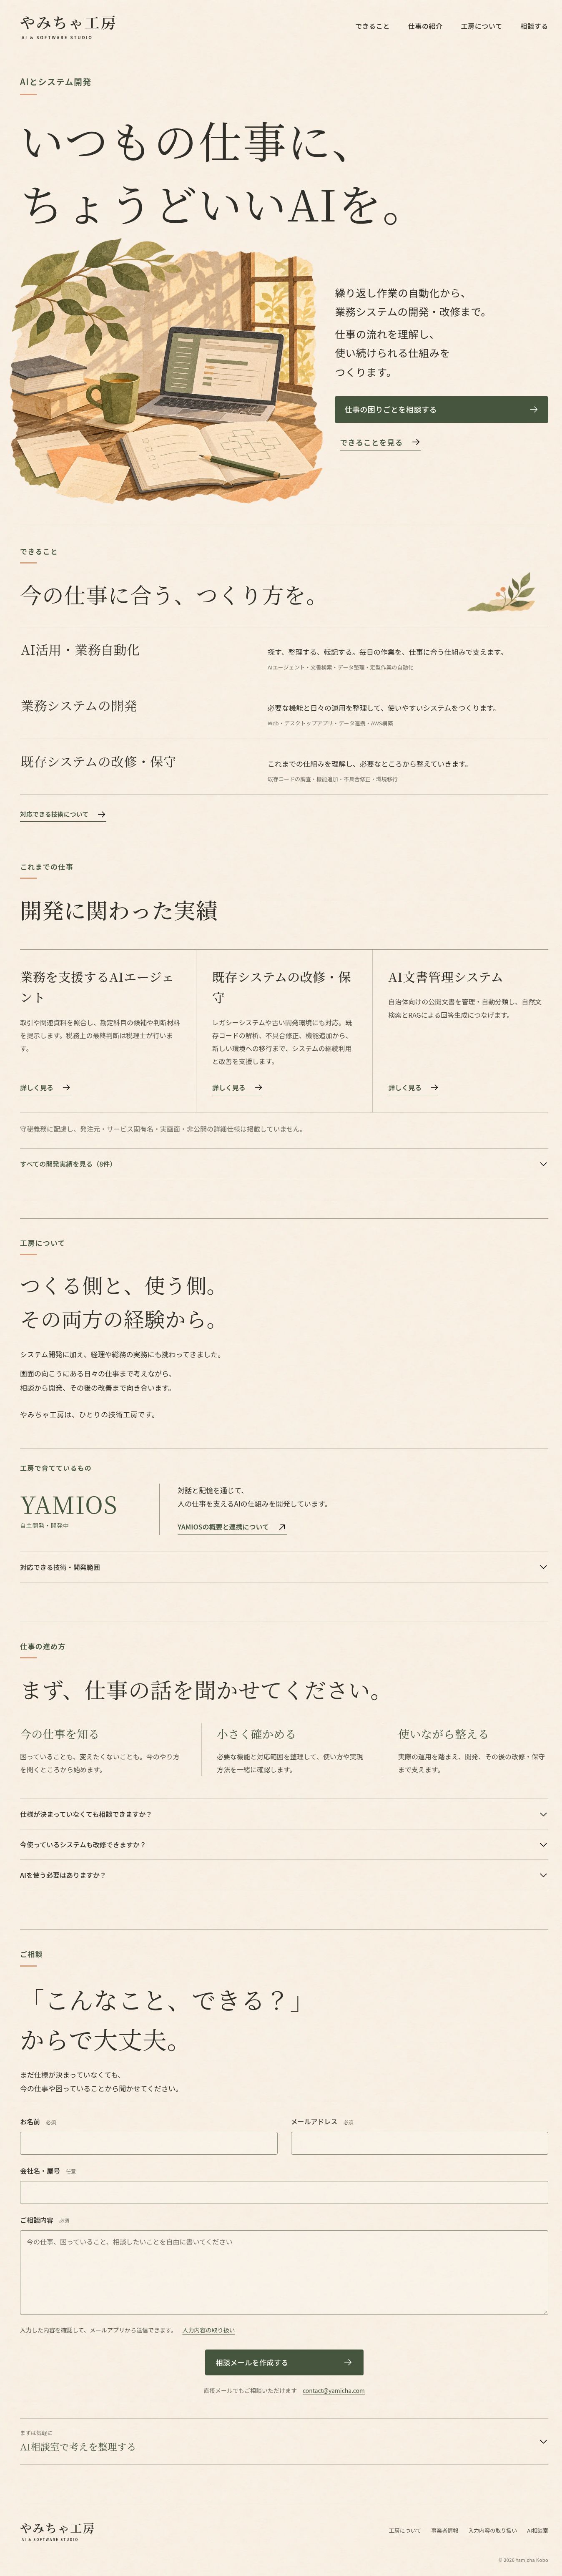 やみちゃ工房
AI & SOFTWARE STUDIO
できること 仕事の紹介 工房について 相談する
AIとシステム開発
いつもの仕事に、
ちょうどいいAIを。
繰り返し作業の自動化から、
業務システムの開発・改修まで。
仕事の流れを理解し、
使い続けられる仕組みを
つくります。
仕事の困りごとを相談する
できることを見る
できること
今の仕事に合う、つくり方を。
AI活用・業務自動化
探す、整理する、転記する。毎日の作業を、仕事に合う仕組みで支えます。
AIエージェント・文書検索・データ整理・定型作業の自動化
業務システムの開発
必要な機能と日々の運用を整理して、使いやすいシステムをつくります。
Web・デスクトップアプリ・データ連携・AWS構築
既存システムの改修・保守
これまでの仕組みを理解し、必要なところから整えていきます。
既存コードの調査・機能追加・不具合修正・環境移行
対応できる技術について
これまでの仕事
開発に関わった実績
業務を支援するAIエージェ
ント
取引や関連資料を照合し、勘定科目の候補や判断材料
を提示します。税務上の最終判断は税理士が行いま
す。
詳しく見る
既存システムの改修・保
守
レガシーシステムや古い開発環境にも対応。既
存コードの解析、不具合修正、機能追加から、
新しい環境への移行まで、システムの継続利用
と改善を支援します。
詳しく見る
AI文書管理システム
自治体向けの公開文書を管理・自動分類し、自然文
検索とRAGによる回答生成につなげます。
詳しく見る
守秘義務に配慮し、発注元・サービス固有名・実画面・非公開の詳細仕様は掲載していません。
すべての開発実績を見る（8件）
工房について
つくる側と、使う側。
その両方の経験から。
システム開発に加え、経理や総務の実務にも携わってきました。
画面の向こうにある日々の仕事まで考えながら、
相談から開発、その後の改善まで向き合います。
やみちゃ工房は、ひとりの技術工房です。
工房で育てているもの
YAMIOS
自主開発・開発中
対話と記憶を通じて、
人の仕事を支えるAIの仕組みを開発しています。
YAMIOSの概要と連携について
対応できる技術・開発範囲
仕事の進め方
まず、仕事の話を聞かせてください。
今の仕事を知る
困っていることも、変えたくないことも。今のやり方
を聞くところから始めます。
小さく確かめる
必要な機能と対応範囲を整理して、使い方や実現
方法を一緒に確認します。
使いながら整える
実際の運用を踏まえ、開発、その後の改修・保守
まで支えます。
仕様が決まっていなくても相談できますか？
今使っているシステムも改修できますか？
AIを使う必要はありますか？
ご相談
「こんなこと、できる？」
からで大丈夫。
まだ仕様が決まっていなくても、
今の仕事や困っていることから聞かせてください。
お名前 必須
メールアドレス 必須
会社名・屋号 任意
ご相談内容 必須
今の仕事、困っていること、相談したいことを自由に書いてください
入力した内容を確認して、メールアプリから送信できます。 入力内容の取り扱い
相談メールを作成する
直接メールでもご相談いただけます contact@yamicha.com
まずは気軽に
AI相談室で考えを整理する
やみちゃ工房
AI & SOFTWARE STUDIO
工房について 事業者情報 入力内容の取り扱い AI相談室
© 2026 Yamicha Kobo